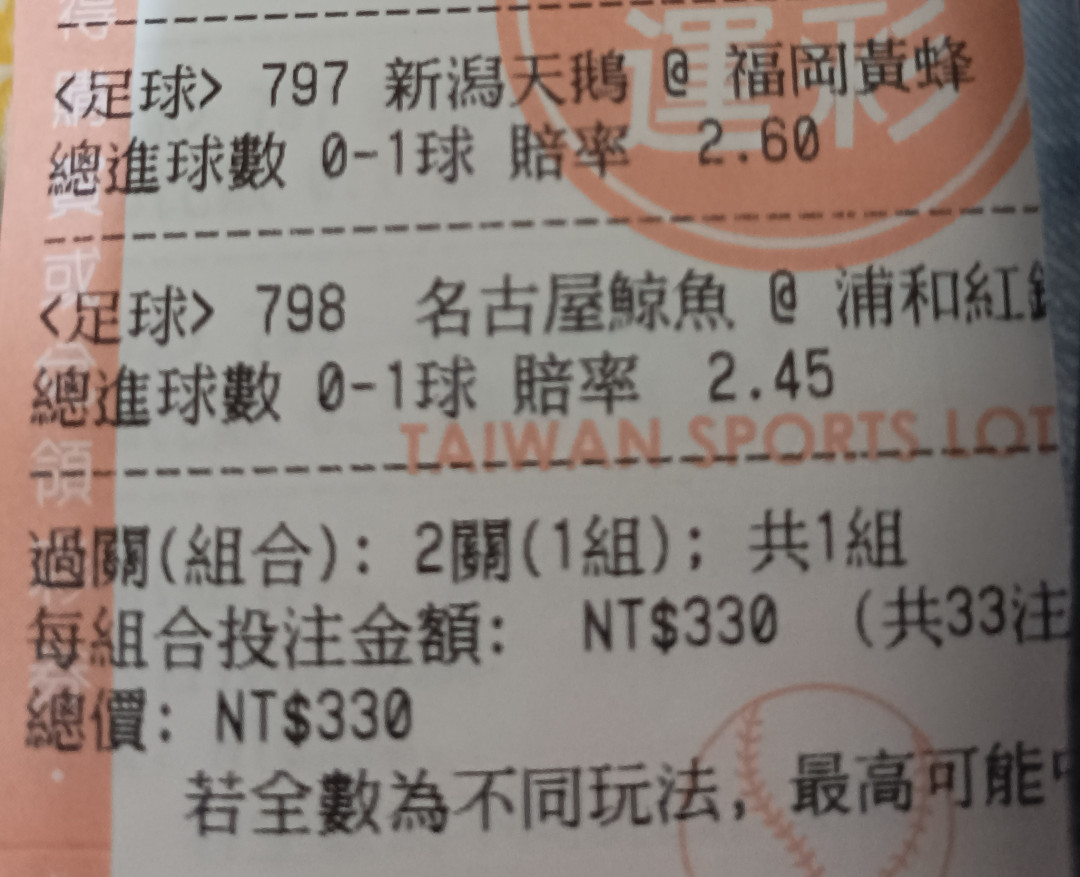 運彩
<足球> 797 新潟天鵝 @ 福岡黃蜂
總進球數 0-1球 賠率 2.60
<足球> 798 名古屋鯨魚 @ 浦和紅
總進球數 0-1球 賠率 2.45
TAIWAN SPORTS LOT
過關(組合): 2關(1組); 共1組
每組合投注金額: NT$330 (共33注
總價: NT$330
若全數為不同玩法, 最高可能